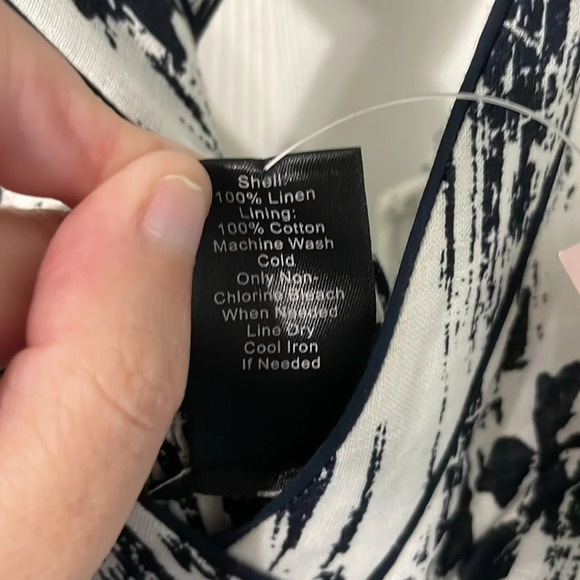 Shell:
100% Linen
Lining:
100% Cotton
Machine Wash
Cold
Only Non-
Chlorine Bleach
When Needed
Line Dry
Cool Iron
If Needed